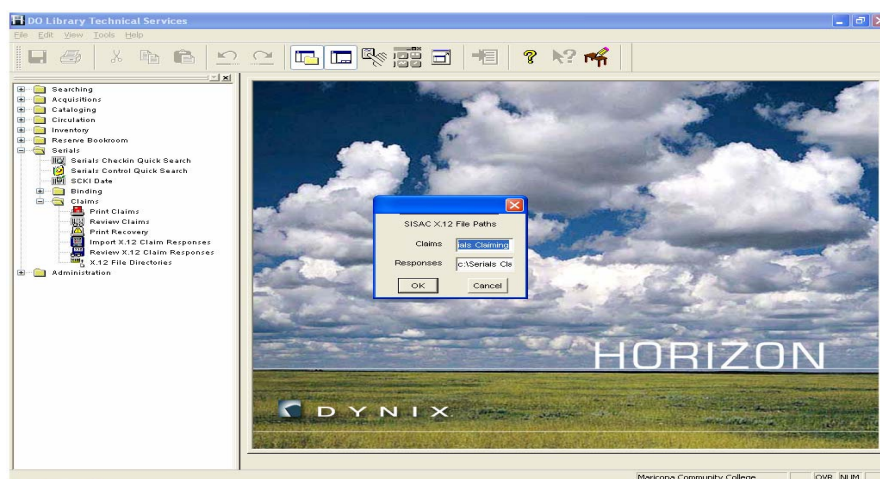 DO Library Technical Services
File Edit View Tools Help
Searching
Acquisitions
Cataloging
Circulation
Inventory
Reserve Bookroom
Serials
Serials Checkin Quick Search
Serials Control Quick Search
SCKI Date
Binding
Claims
Print Claims
Review Claims
Print Recovery
Import X.12 Claim Responses
Review X.12 Claim Responses
X.12 File Directories
Administration
SISAC X.12 File Paths
Claims ials Claiming
Responses c:\Serials Cla
OK Cancel
HORIZON
DYNIX
Maricopa Community College OVR NUM